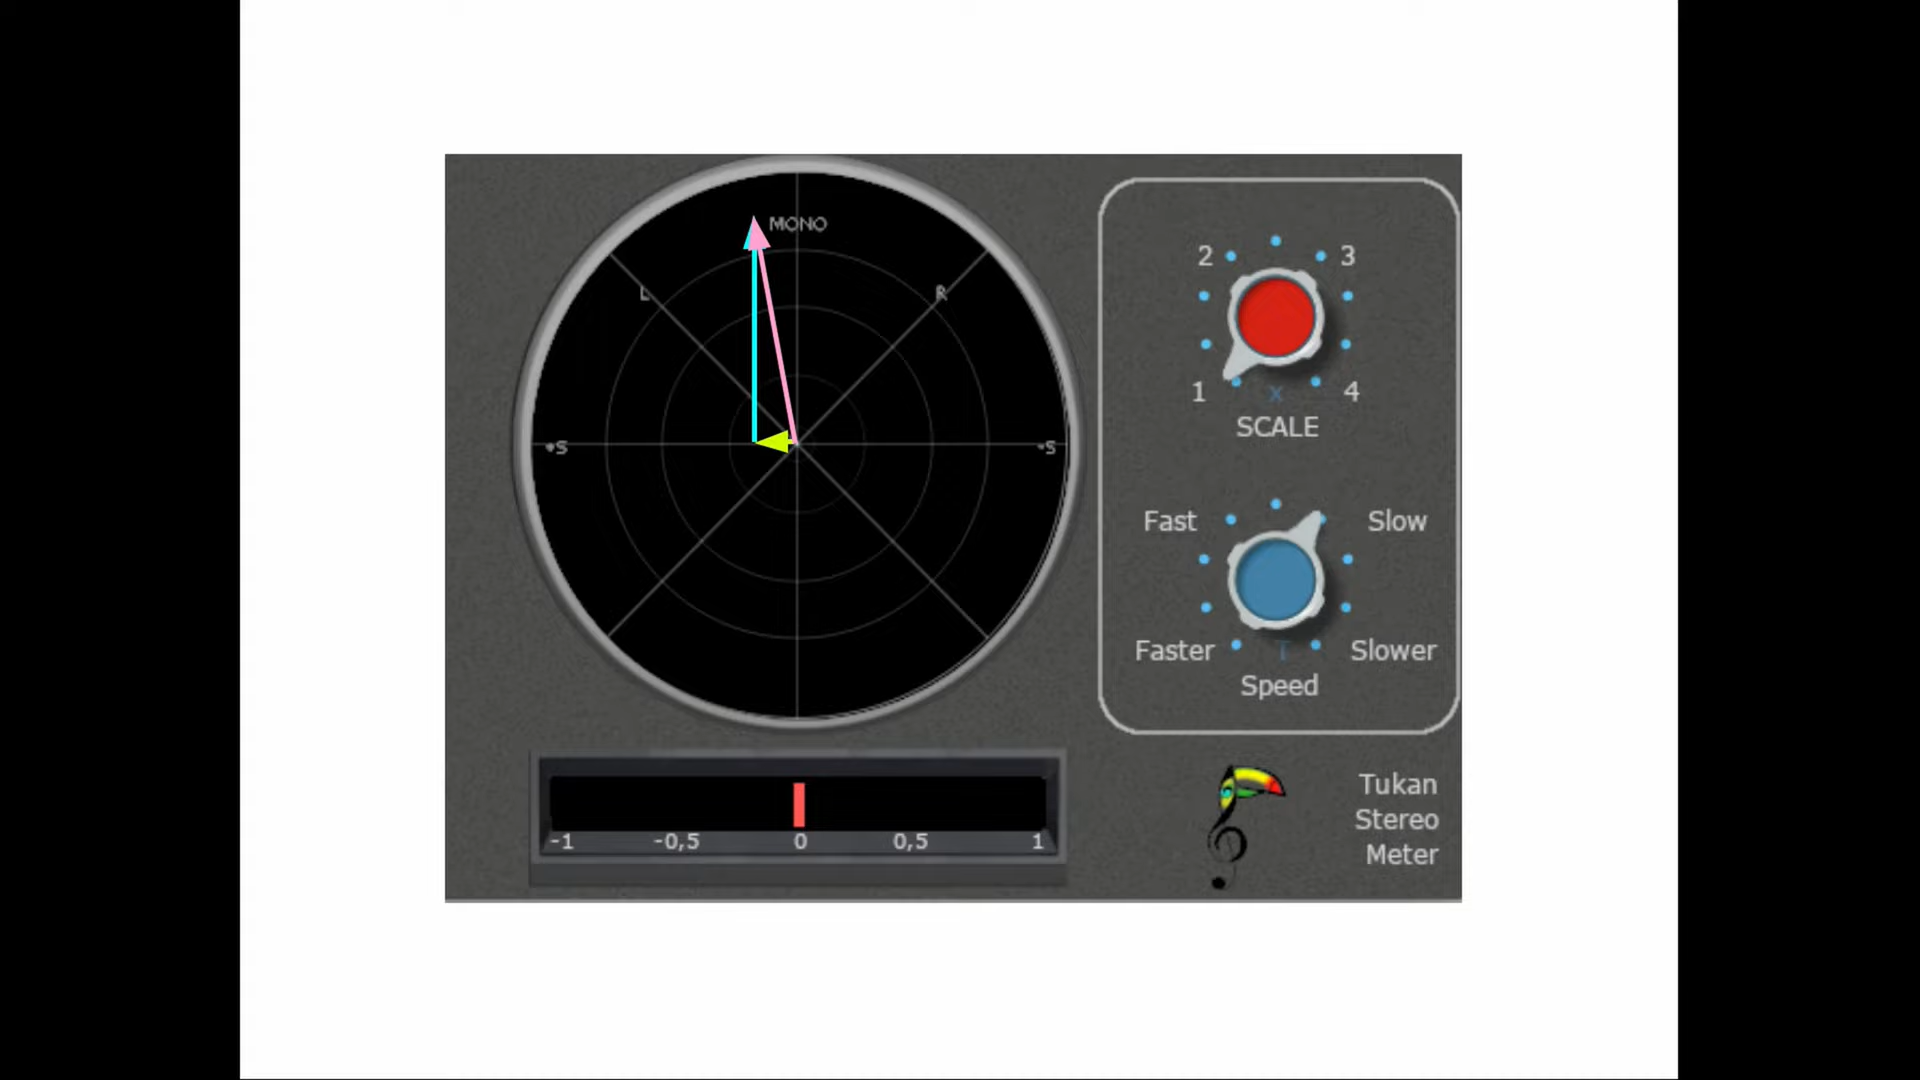 MONO
L
R
+S
-S
-1 -0,5 0 0,5 1
2 3
1 x 4
SCALE
Fast Slow
Faster T Slower
Speed
Tukan
Stereo
Meter